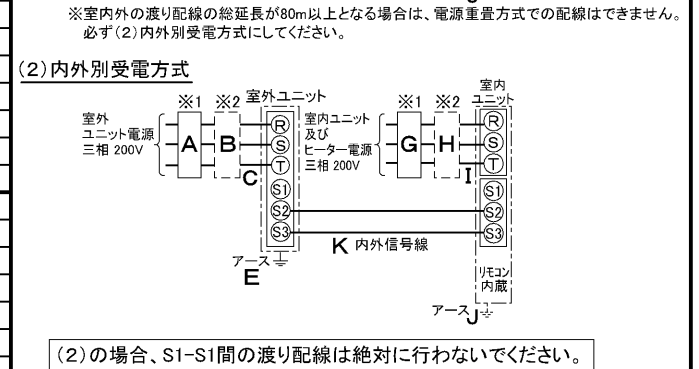 ※室内外の渡り配線の総延長が80m以上となる場合は、電源重畳方式での配線はできません。
必ず(2)内外別受電方式にしてください。
(2)内外別受電方式
※1 ※2 室外ユニット
室外
ユニット電源
三相 200V
A B C
R
S
T
S1
S2
S3
アース
E
※1 ※2
室内
ユニット
室内ユニット
及び
ヒーター電源
三相 200V
G H I
R
S
T
S1
S2
S3
K 内外信号線
リモコン
内蔵
アース J
(2)の場合、S1-S1間の渡り配線は絶対に行わないでください。